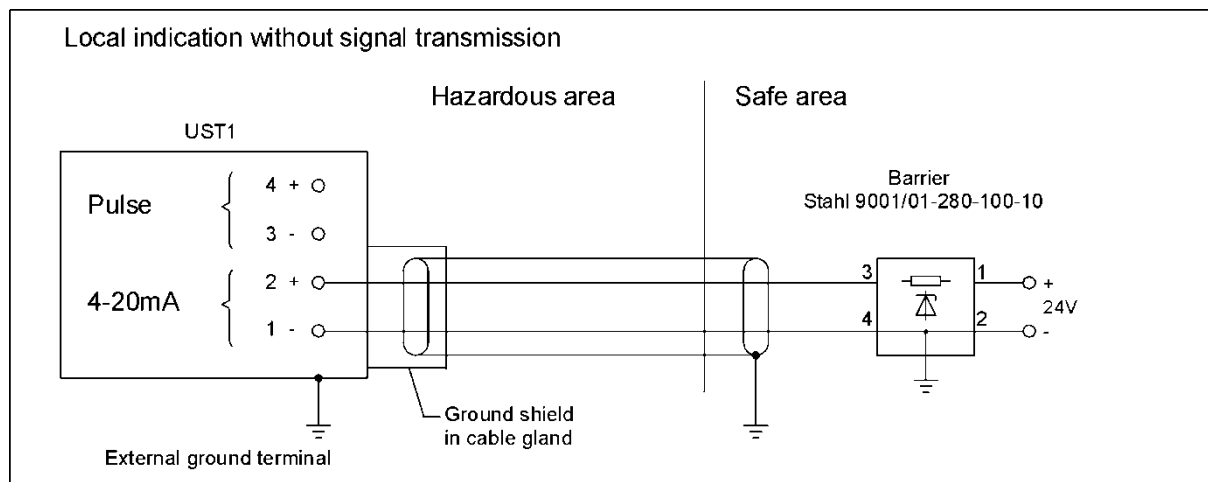 Local indication without signal transmission
Hazardous area
Safe area
UST1
Barrier
Stahl 9001/01-280-100-10
Pulse
4 +
3 -
4-20mA
2 +
1 -
3
1
+
24V
4
2
-
Ground shield
in cable gland
External ground terminal